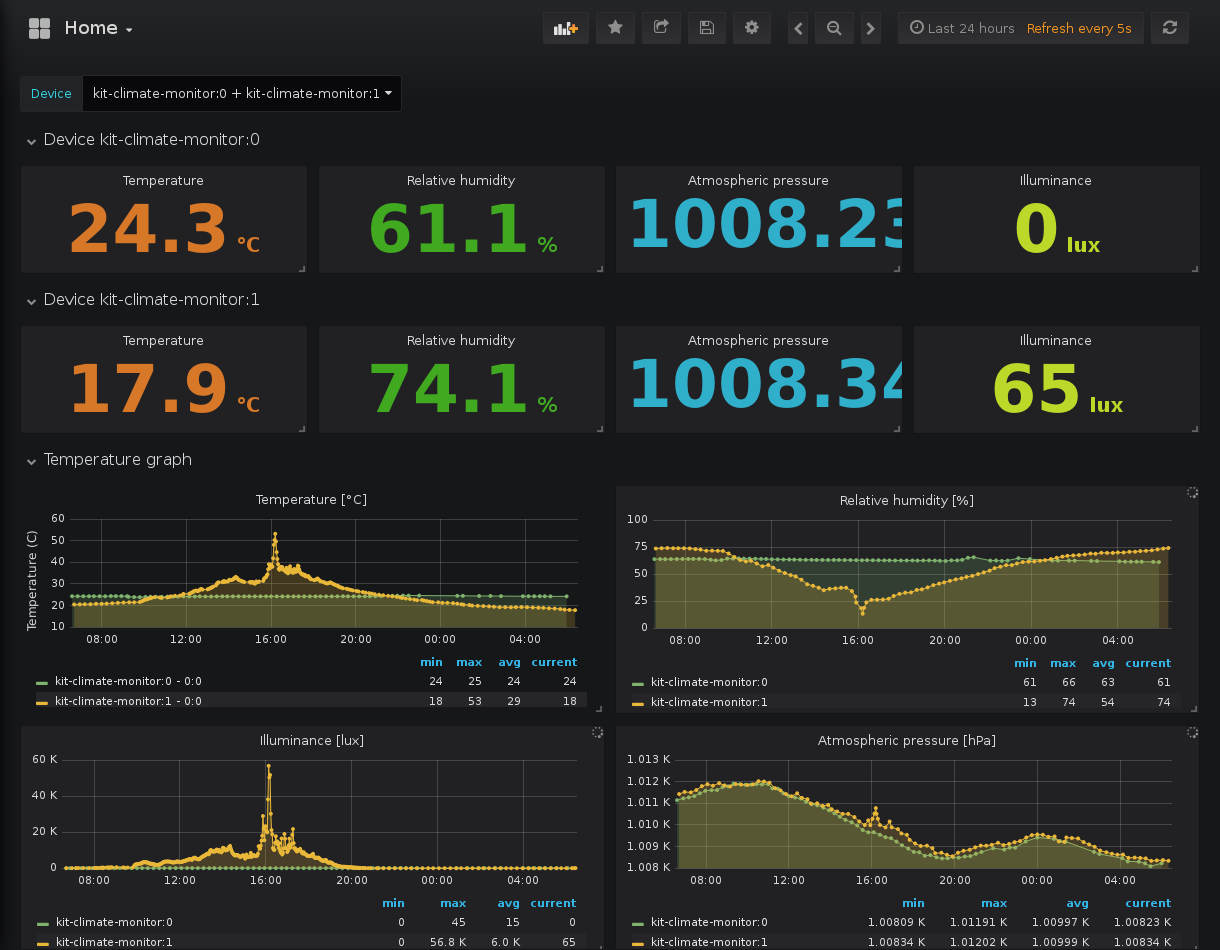 Home
Last 24 hours Refresh every 5s
Device kit-climate-monitor:0 + kit-climate-monitor:1
Device kit-climate-monitor:0
Temperature Relative humidity Atmospheric pressure Illuminance
24.3 °C 61.1 % 1008.23 0 lux
Device kit-climate-monitor:1
Temperature Relative humidity Atmospheric pressure Illuminance
17.9 °C 74.1 % 1008.34 65 lux
Temperature graph
Temperature [°C]
Temperature (C)
60
50
40
30
20
10
08:00 12:00 16:00 20:00 00:00 04:00
min max avg current
kit-climate-monitor:0 - 0:0 24 25 24 24
kit-climate-monitor:1 - 0:0 18 53 29 18
Relative humidity [%]
100
75
50
25
0
08:00 12:00 16:00 20:00 00:00 04:00
min max avg current
kit-climate-monitor:0 61 66 63 61
kit-climate-monitor:1 13 74 54 74
Illuminance [lux]
60 K
40 K
20 K
0
08:00 12:00 16:00 20:00 00:00 04:00
min max avg current
kit-climate-monitor:0 0 45 15 0
kit-climate-monitor:1 0 56.8 K 6.0 K 65
Atmospheric pressure [hPa]
1.013 K
1.012 K
1.011 K
1.010 K
1.009 K
1.008 K
08:00 12:00 16:00 20:00 00:00 04:00
min max avg current
kit-climate-monitor:0 1.00809 K 1.01191 K 1.00997 K 1.00823 K
kit-climate-monitor:1 1.00834 K 1.01202 K 1.00999 K 1.00834 K